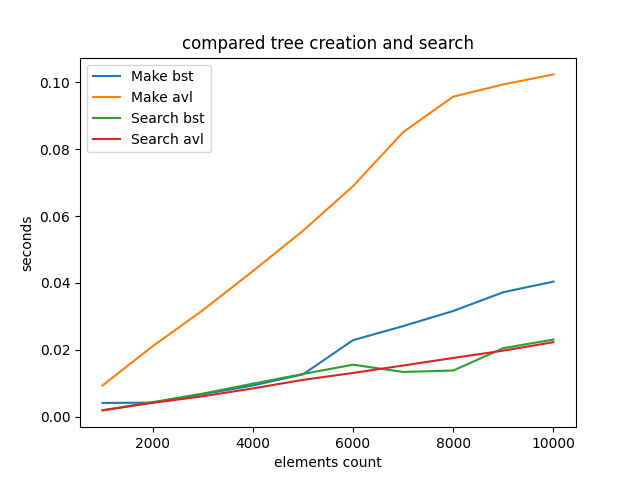 compared tree creation and search
Make bst
Make avl
Search bst
Search avl
0.10
0.08
0.06
0.04
0.02
0.00
seconds
2000 4000 6000 8000 10000
elements count